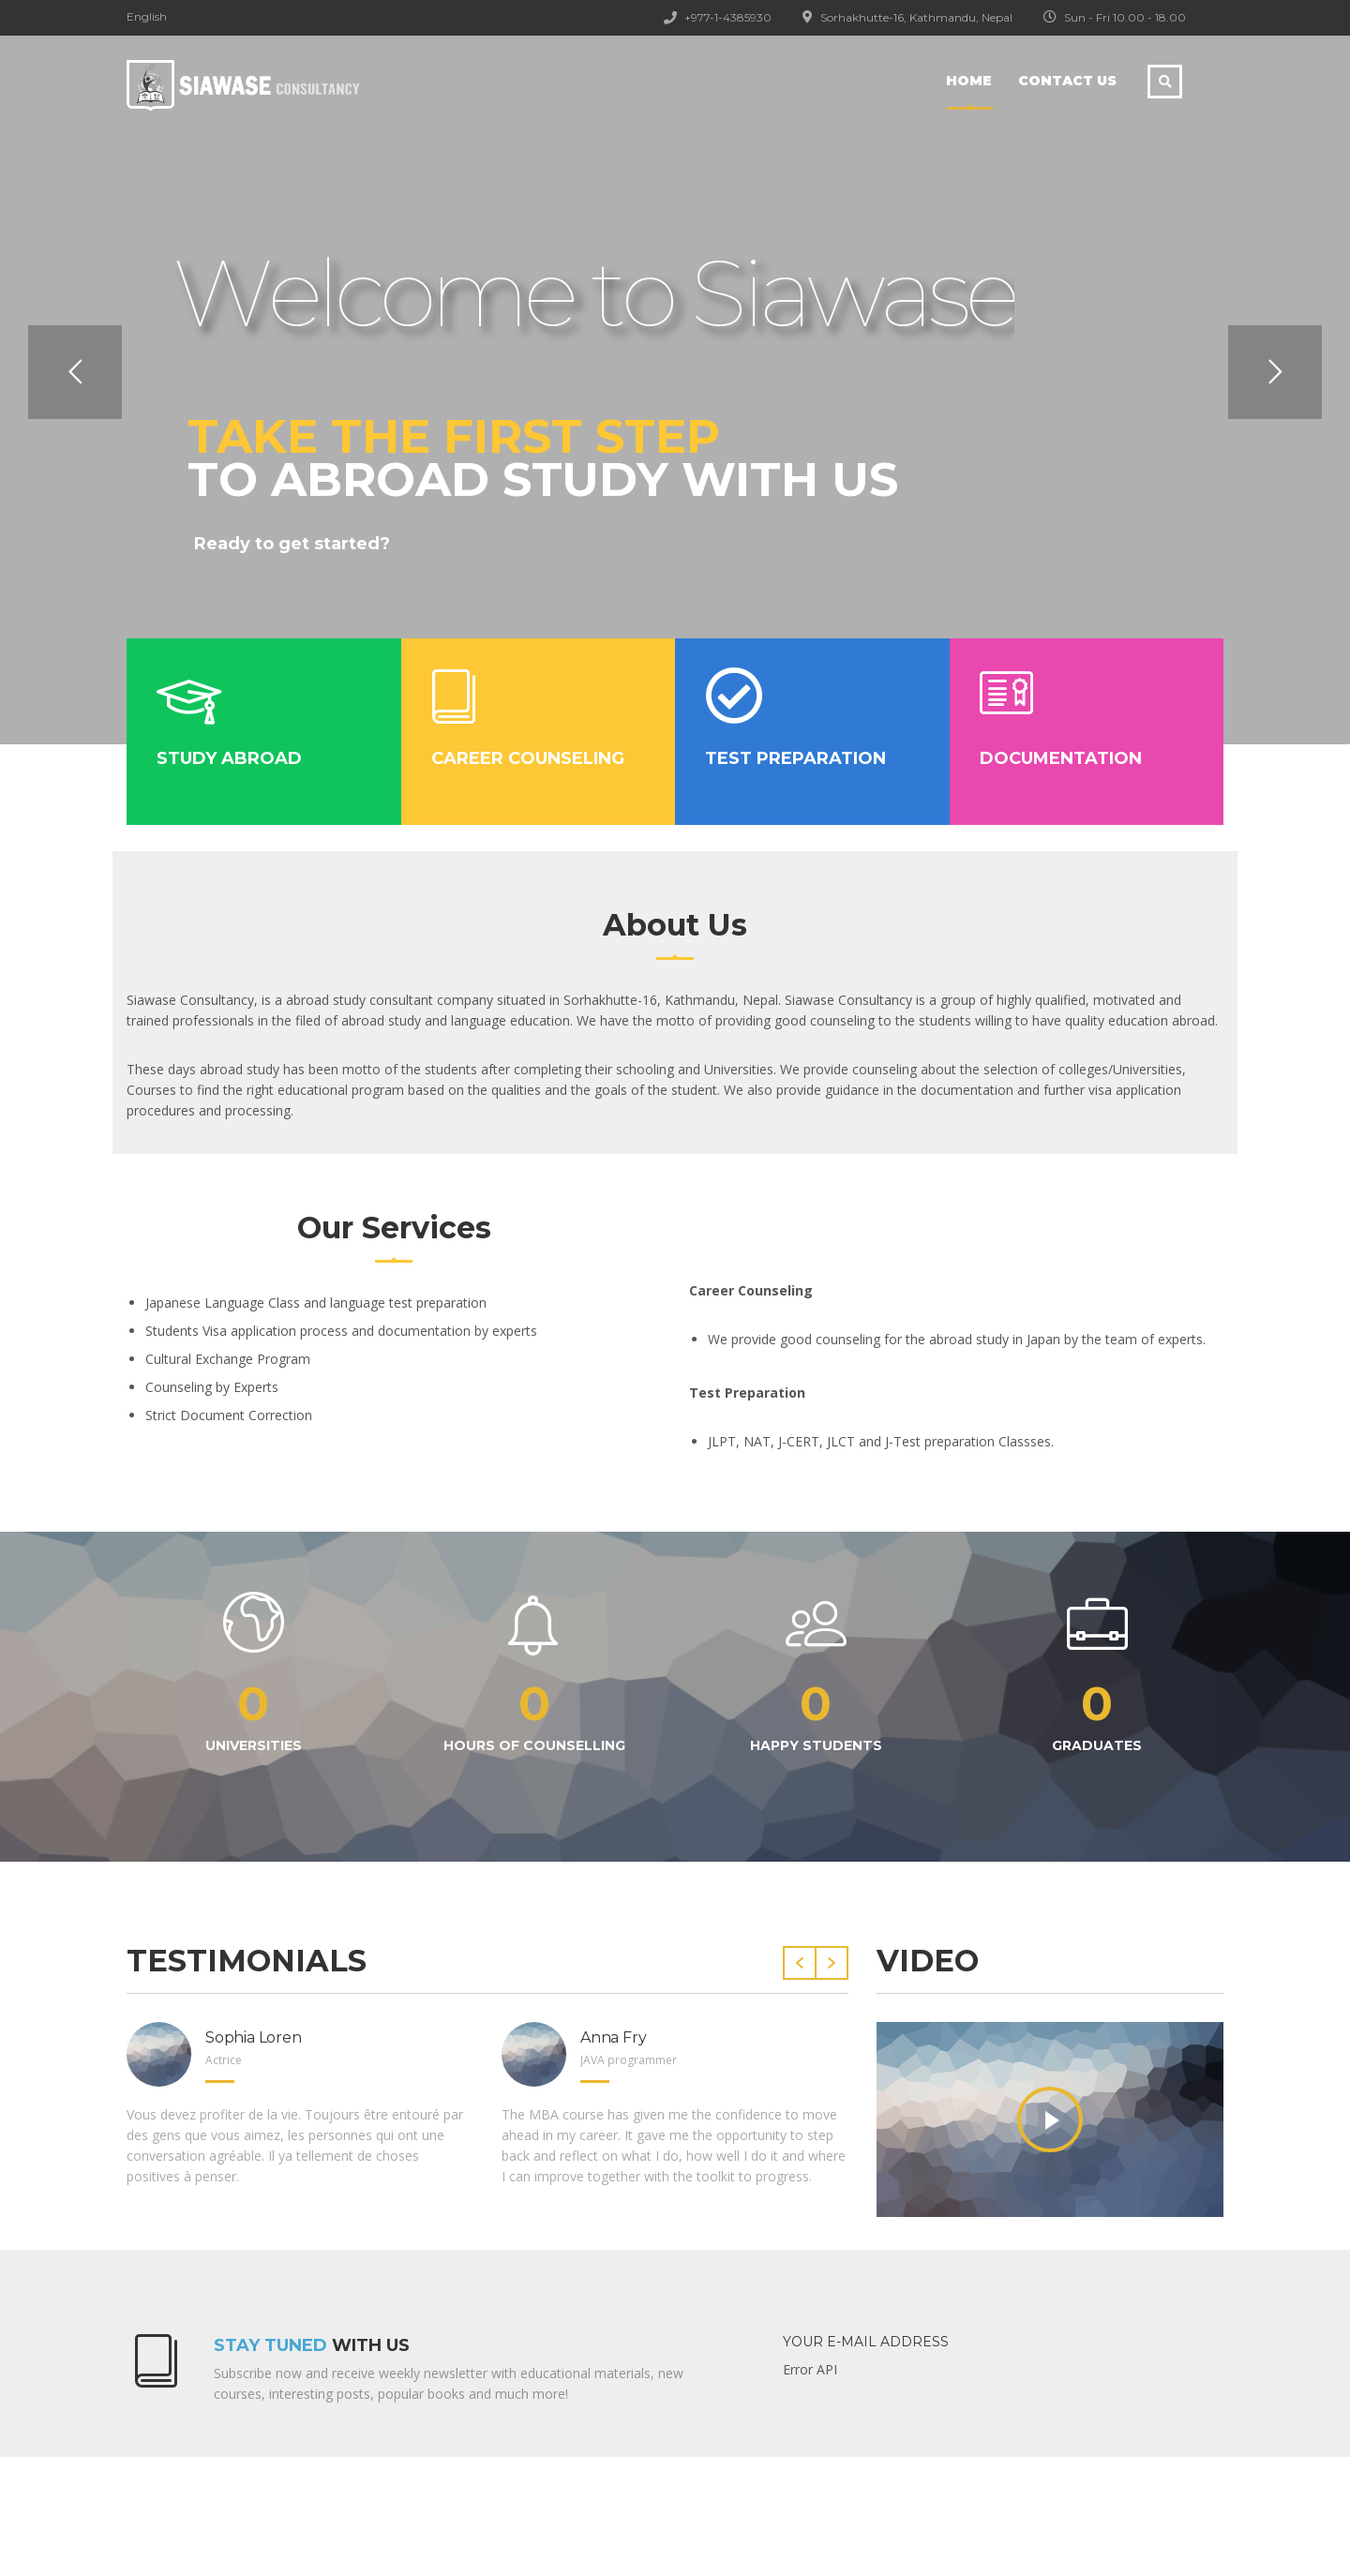 English
+977-1-4385930
Sorhakhutte-16, Kathmandu, Nepal
Sun - Fri 10.00 - 18.00
SIAWASE CONSULTANCY
HOME
CONTACT US
Welcome to Siawase
TAKE THE FIRST STEP
TO ABROAD STUDY WITH US
Ready to get started?
STUDY ABROAD
CAREER COUNSELING
TEST PREPARATION
DOCUMENTATION
About Us
Siawase Consultancy, is a abroad study consultant company situated in Sorhakhutte-16, Kathmandu, Nepal. Siawase Consultancy is a group of highly qualified, motivated and
trained professionals in the filed of abroad study and language education. We have the motto of providing good counseling to the students willing to have quality education abroad.
These days abroad study has been motto of the students after completing their schooling and Universities. We provide counseling about the selection of colleges/Universities,
Courses to find the right educational program based on the qualities and the goals of the student. We also provide guidance in the documentation and further visa application
procedures and processing.
Our Services
Japanese Language Class and language test preparation
Students Visa application process and documentation by experts
Cultural Exchange Program
Counseling by Experts
Strict Document Correction
Career Counseling
We provide good counseling for the abroad study in Japan by the team of experts.
Test Preparation
JLPT, NAT, J-CERT, JLCT and J-Test preparation Classses.
0
UNIVERSITIES
0
HOURS OF COUNSELLING
0
HAPPY STUDENTS
0
GRADUATES
TESTIMONIALS
Sophia Loren
Actrice
Vous devez profiter de la vie. Toujours être entouré par
des gens que vous aimez, les personnes qui ont une
conversation agréable. Il ya tellement de choses
positives à penser.
Anna Fry
JAVA programmer
The MBA course has given me the confidence to move
ahead in my career. It gave me the opportunity to step
back and reflect on what I do, how well I do it and where
I can improve together with the toolkit to progress.
VIDEO
STAY TUNED WITH US
Subscribe now and receive weekly newsletter with educational materials, new
courses, interesting posts, popular books and much more!
YOUR E-MAIL ADDRESS
Error API